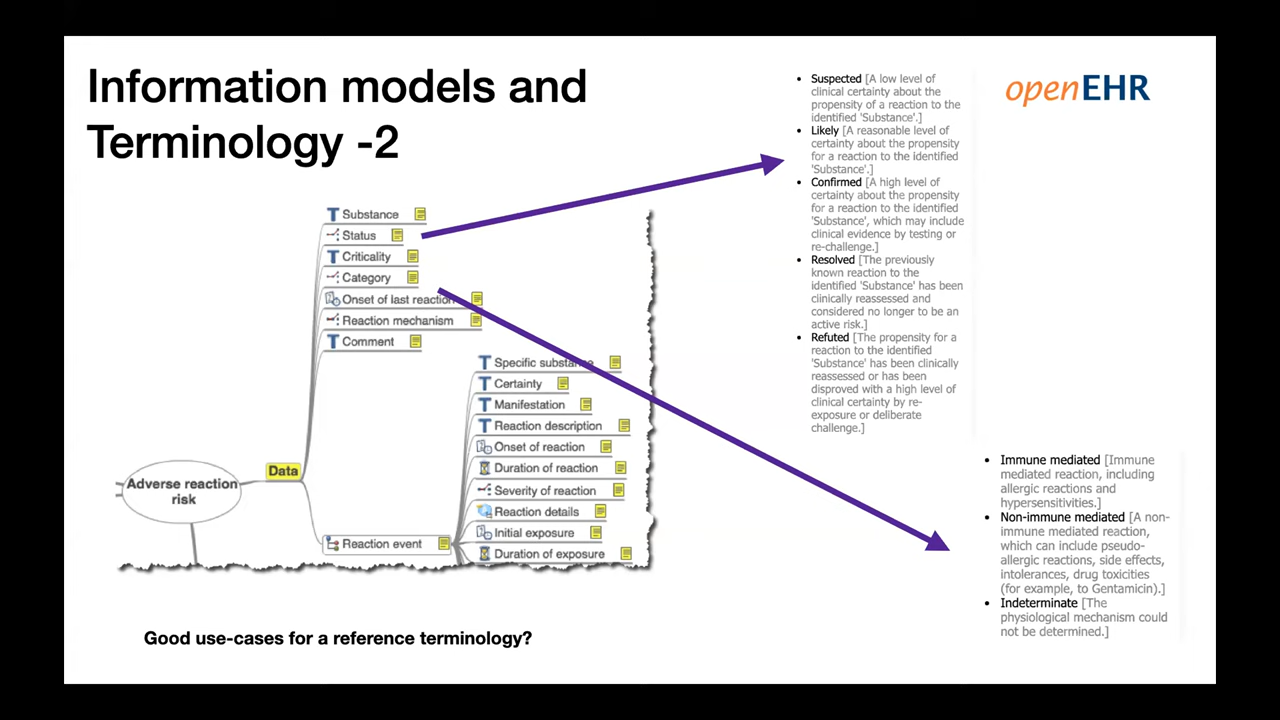 Information models and
Terminology -2
openEHR
Substance
Status
Criticality
Category
Onset of last reaction
Reaction mechanism
Comment
Specific substance
Certainty
Manifestation
Reaction description
Onset of reaction
Duration of reaction
Severity of reaction
Reaction details
Initial exposure
Duration of exposure
Data
Adverse reaction
risk
Reaction event
• Suspected [A low level of
clinical certainty about the
propensity of a reaction to the
identified 'Substance'.]
• Likely [A reasonable level of
certainty about the propensity
for a reaction to the identified
'Substance'.]
• Confirmed [A high level of
certainty about the propensity
for a reaction to the identified
'Substance', which may include
clinical evidence by testing or
re-challenge.]
• Resolved [The previously
known reaction to the
identified 'Substance' has been
clinically reassessed and
considered no longer to be an
active risk.]
• Refuted [The propensity for a
reaction to the identified
'Substance' has been clinically
reassessed or has been
disproved with a high level of
clinical certainty by re-
exposure or deliberate
challenge.]
• Immune mediated [Immune
mediated reaction, including
allergic reactions and
hypersensitivities.]
• Non-immune mediated [A non-
immune mediated reaction,
which can include pseudo-
allergic reactions, side effects,
intolerances, drug toxicities
(for example, to Gentamicin).]
• Indeterminate [The
physiological mechanism could
not be determined.]
Good use-cases for a reference terminology?